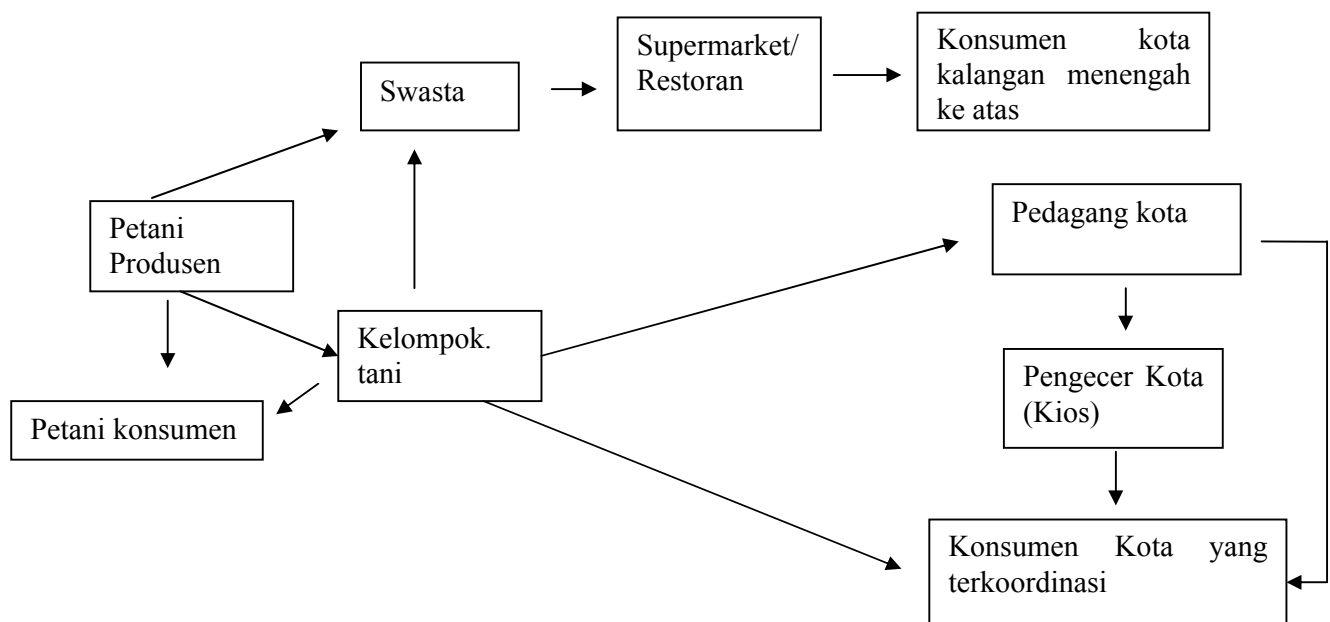 Supermarket/
Restoran
Konsumen kota
kalangan menengah
ke atas
Swasta
Petani
Produsen
Pedagang kota
Kelompok.
tani
Pengecer Kota
(Kios)
Petani konsumen
Konsumen Kota yang
terkoordinasi